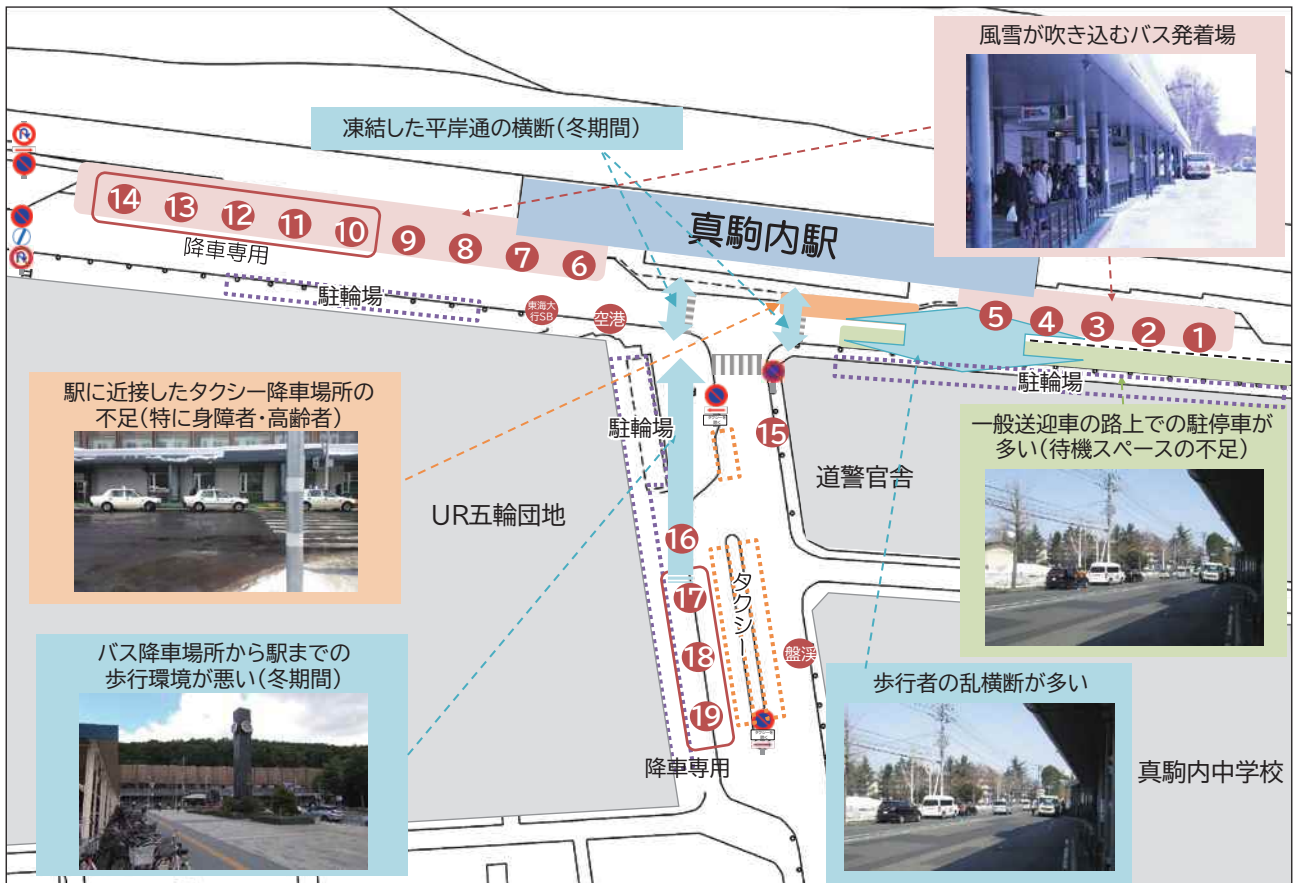 風雪が吹き込むバス発着場
凍結した平岸通の横断(冬期間)
真駒内駅
14
13
12
11
10
9
8
7
6
降車専用
駐輪場
東海大
行SB
空港
5
4
3
2
1
駐輪場
駅に近接したタクシー降車場所の
不足(特に身障者・高齢者)
駐輪場
15
道警官舎
一般送迎車の路上での駐停車が
多い(待機スペースの不足)
UR五輪団地
16
タクシー
17
18
19
盤渓
降車専用
バス降車場所から駅までの
歩行環境が悪い(冬期間)
歩行者の乱横断が多い
真駒内中学校